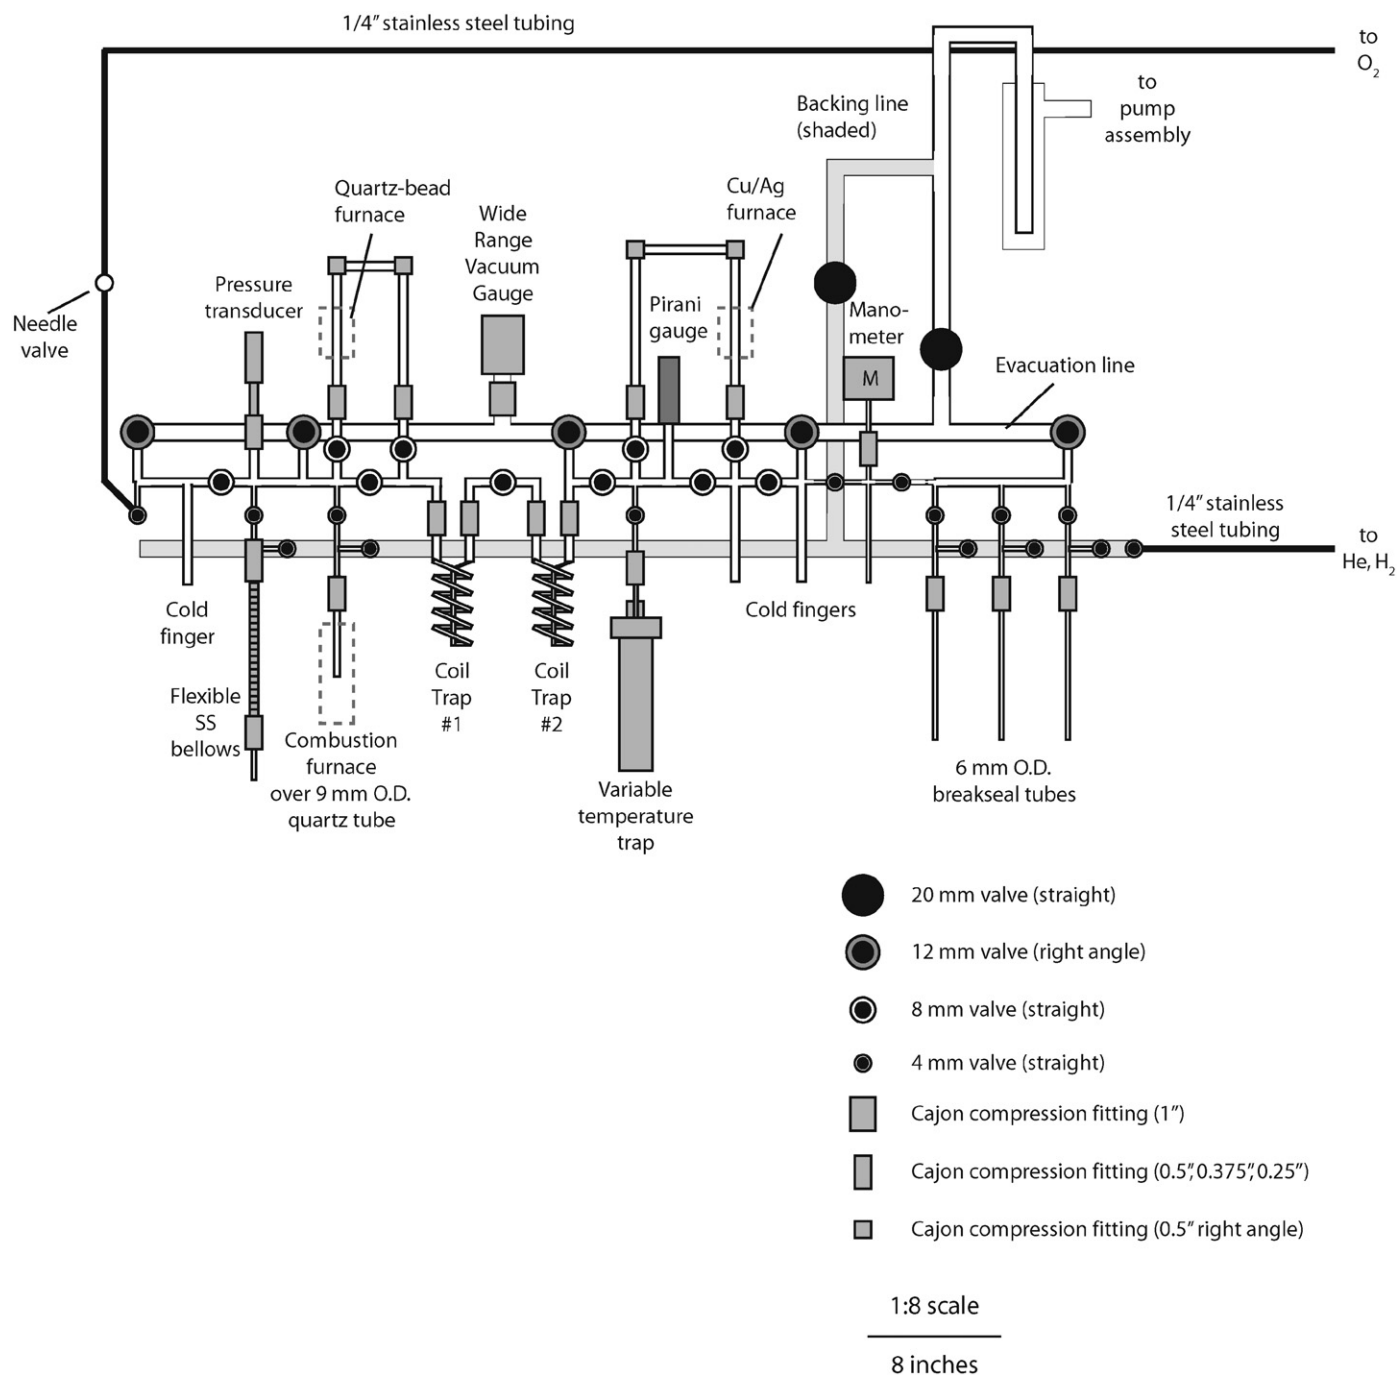 1/4" stainless steel tubing
to
O2
to
pump
assembly
Backing line
(shaded)
Quartz-bead
furnace
Wide
Range
Vacuum
Gauge
Cu/Ag
furnace
Pressure
transducer
Pirani
gauge
Mano-
meter
M
Needle
valve
Evacuation line
1/4" stainless
steel tubing
to
He, H2
Cold
finger
Cold fingers
Flexible
SS
bellows
Coil
Trap
#1
Coil
Trap
#2
Combustion
furnace
over 9 mm O.D.
quartz tube
Variable
temperature
trap
6 mm O.D.
breakseal tubes
20 mm valve (straight)
12 mm valve (right angle)
8 mm valve (straight)
4 mm valve (straight)
Cajon compression fitting (1")
Cajon compression fitting (0.5", 0.375", 0.25")
Cajon compression fitting (0.5" right angle)
1:8 scale
8 inches